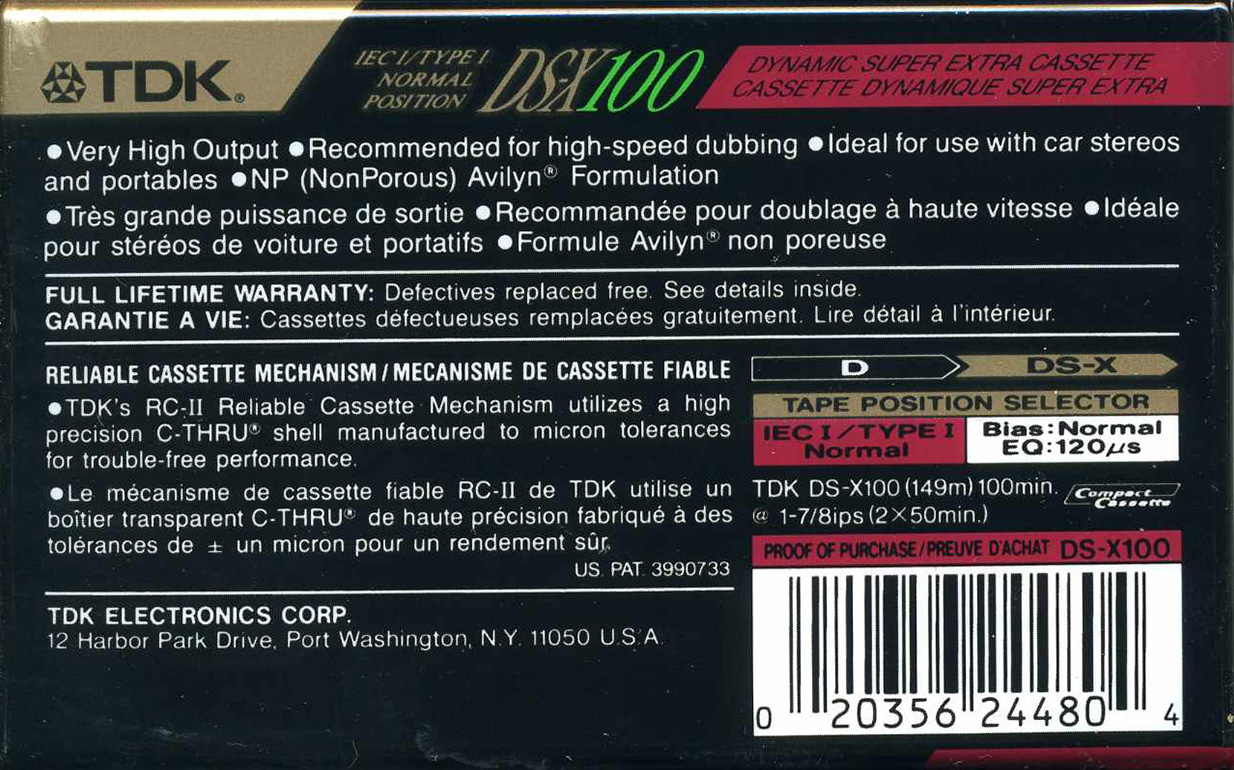 TDK®
IEC I/TYPE I
NORMAL
POSITION
DS-X100
DYNAMIC SUPER EXTRA CASSETTE
CASSETTE DYNAMIQUE SUPER EXTRA
●Very High Output ●Recommended for high-speed dubbing ●Ideal for use with car stereos
and portables ●NP (NonPorous) Avilyn® Formulation
●Très grande puissance de sortie ●Recommandée pour doublage à haute vitesse ●Idéale
pour stéréos de voiture et portatifs ●Formule Avilyn® non poreuse
FULL LIFETIME WARRANTY: Defectives replaced free. See details inside.
GARANTIE A VIE: Cassettes défectueuses remplacées gratuitement. Lire détail à l'intérieur.
RELIABLE CASSETTE MECHANISM/MECANISME DE CASSETTE FIABLE
●TDK's RC-II Reliable Cassette Mechanism utilizes a high
precision C-THRU® shell manufactured to micron tolerances
for trouble-free performance.
●Le mécanisme de cassette fiable RC-II de TDK utilise un
boîtier transparent C-THRU® de haute précision fabriqué à des
tolérances de ± un micron pour un rendement sûr.
US. PAT. 3990733
TDK ELECTRONICS CORP.
12 Harbor Park Drive, Port Washington, N.Y. 11050 U.S.A.
D DS-X
TAPE POSITION SELECTOR
IEC I/TYPE I
Normal
Bias:Normal
EQ:120μs
TDK DS-X100 (149m) 100min.
@ 1-7/8ips (2×50min.)
Compact
Cassette
PROOF OF PURCHASE/PREUVE D'ACHAT DS-X100
0 20356 24480 4